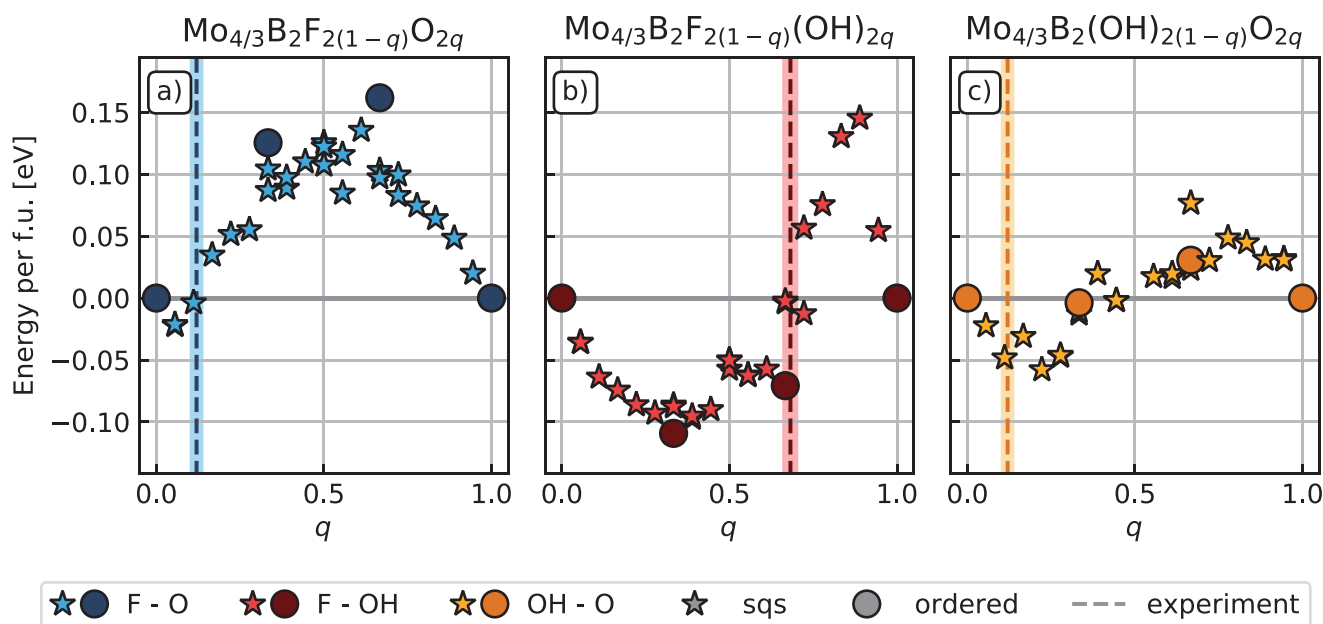 Mo₄/₃B₂F₂₍₁₋q₎O₂q
Mo₄/₃B₂F₂₍₁₋q₎(OH)₂q
Mo₄/₃B₂(OH)₂₍₁₋q₎O₂q
a)
b)
c)
Energy per f.u. [eV]
0.15
0.10
0.05
0.00
−0.05
−0.10
0.0 0.5 1.0
0.0 0.5 1.0
0.0 0.5 1.0
q
q
q
F - O F - OH OH - O sqs ordered experiment